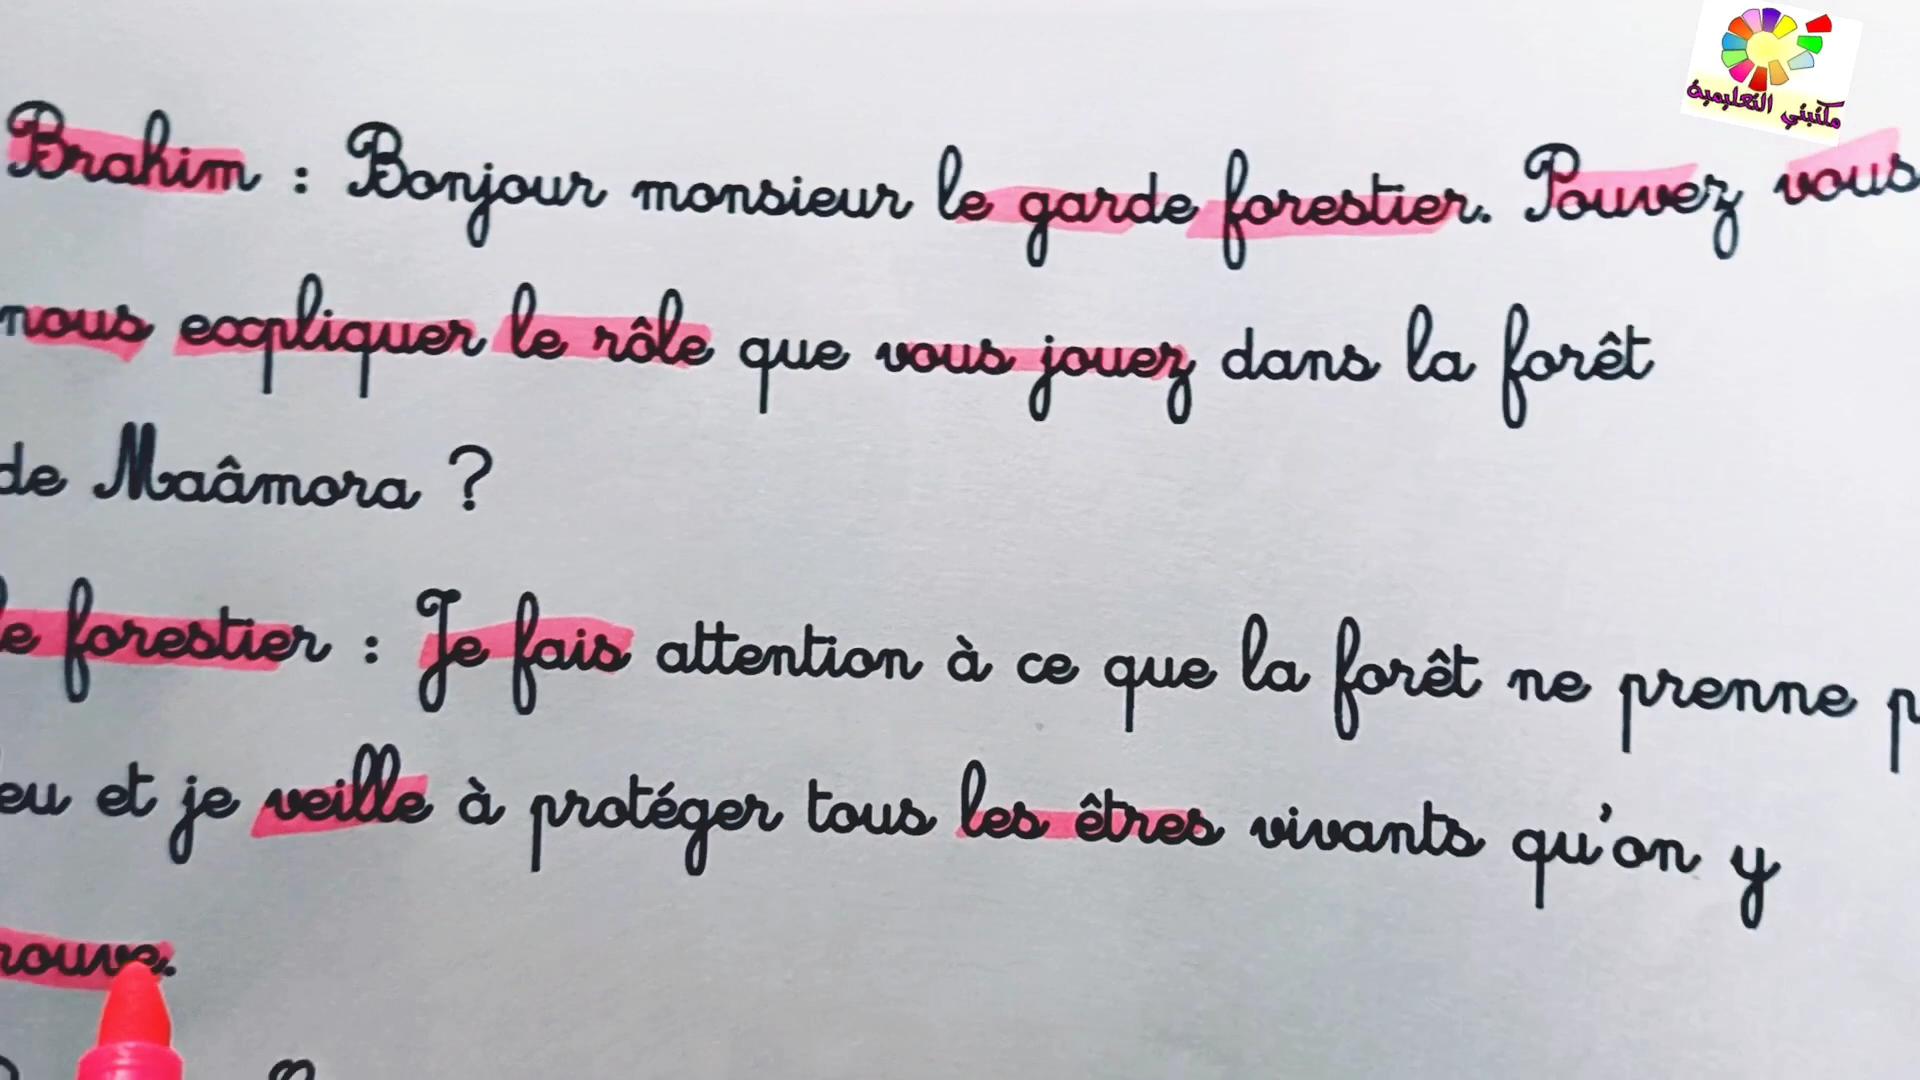 مكتبتي التعليمية
Brahim : Bonjour monsieur le garde forestier. Pouvez vous
nous expliquer le rôle que vous jouez dans la forêt
de Maâmora ?
le forestier : Je fais attention à ce que la forêt ne prenne p
eu et je veille à protéger tous les êtres vivants qu'on y
rouve.